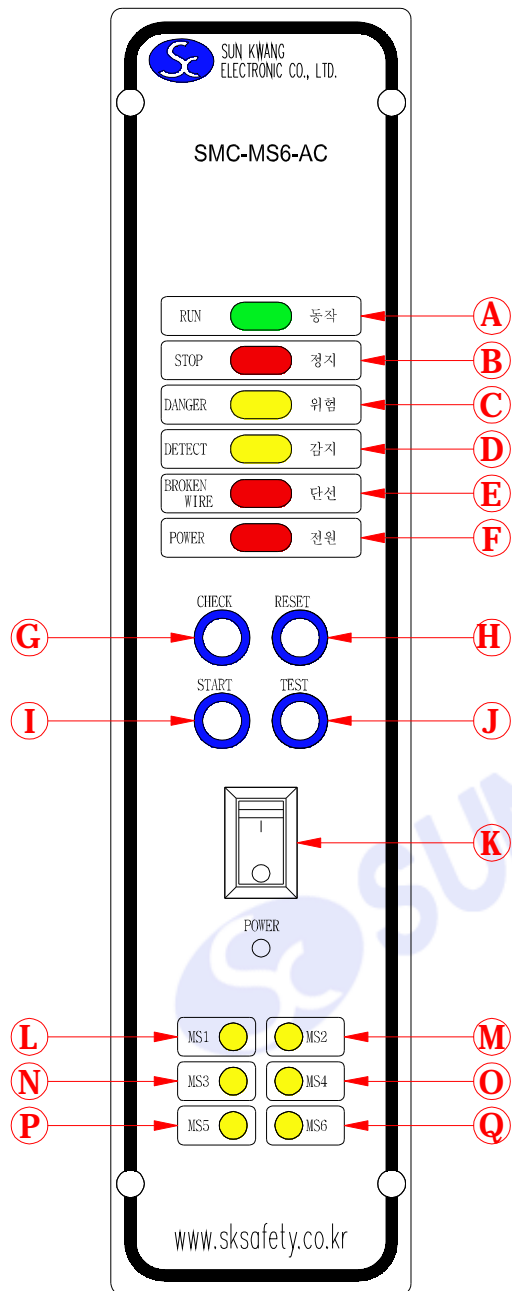 Sc SUN KWANG
ELECTRONIC CO., LTD.
SMC-MS6-AC
RUN 동작 A
STOP 정지 B
DANGER 위험 C
DETECT 감지 D
BROKEN
WIRE 단선 E
POWER 전원 F
CHECK RESET
G H
START TEST
I J
K
POWER
L MS1 MS2 M
N MS3 MS4 O
P MS5 MS6 Q
www.sksafety.co.kr
Sc SUN